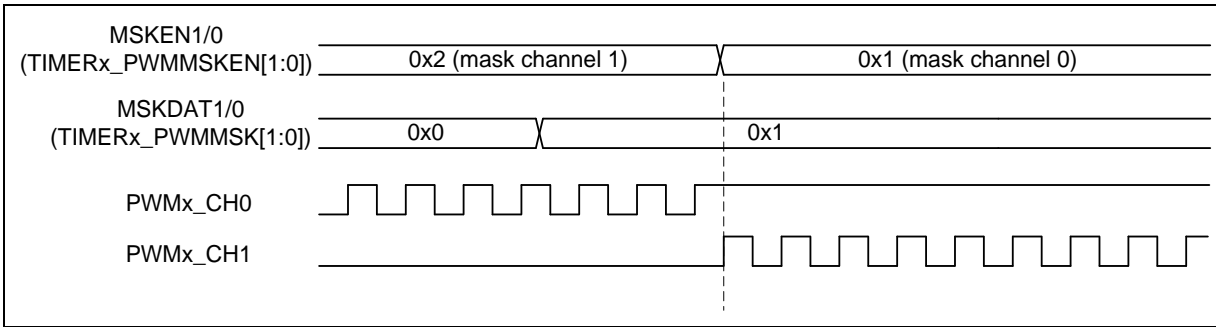 MSKEN1/0
(TIMERx_PWMMSKEN[1:0])
0x2 (mask channel 1)
0x1 (mask channel 0)
MSKDAT1/0
(TIMERx_PWMMSK[1:0])
0x0
0x1
PWMx_CH0
PWMx_CH1